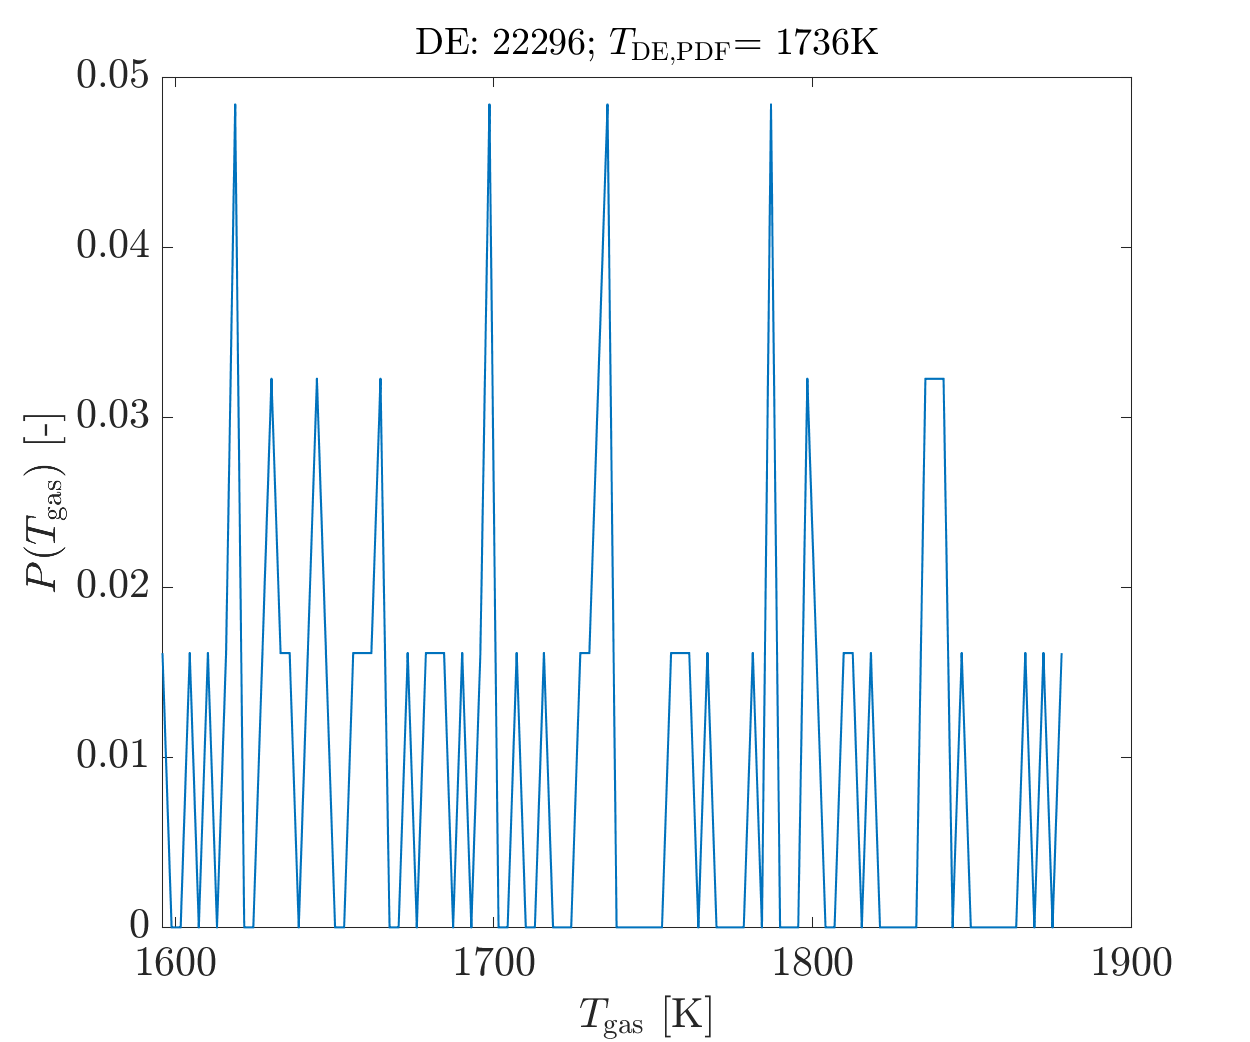 DE: 22296; T_DE,PDF= 1736K
0.05
0.04
0.03
0.02
0.01
0
P(T_gas) [-]
1600 1700 1800 1900
T_gas [K]